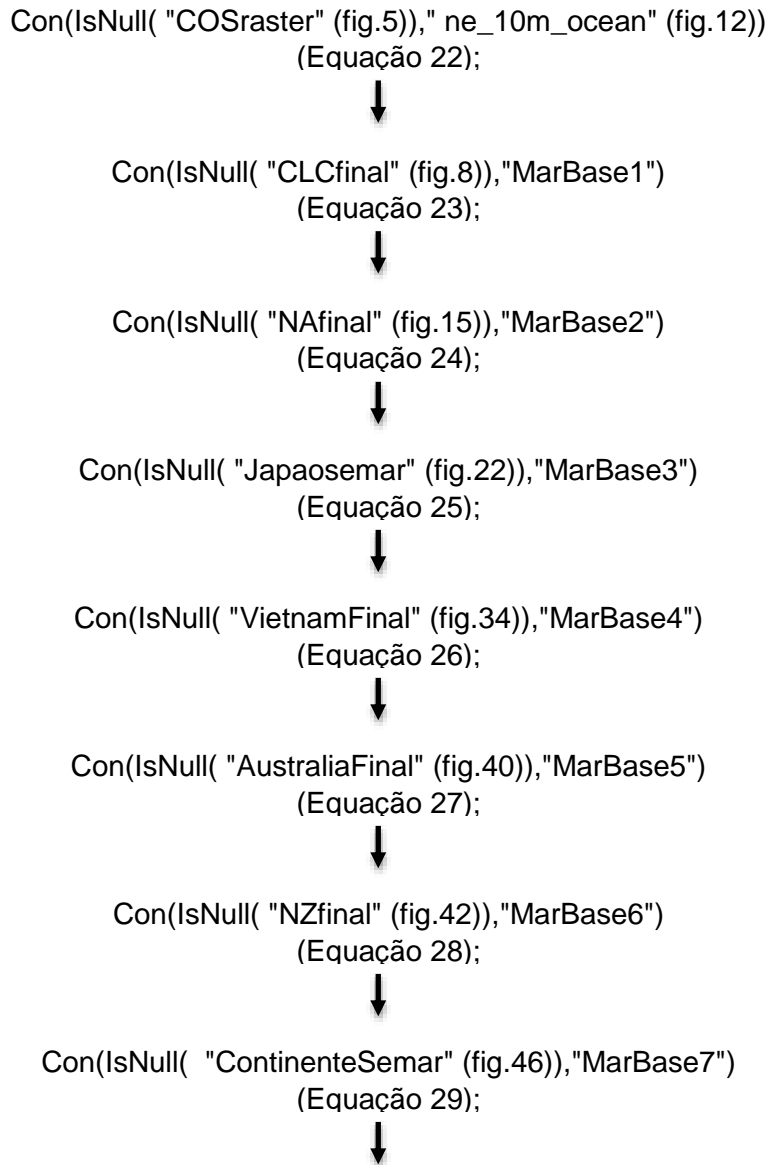 Con(IsNull( "COSraster" (fig.5))," ne_10m_ocean" (fig.12))
(Equação 22);
Con(IsNull( "CLCfinal" (fig.8)),"MarBase1")
(Equação 23);
Con(IsNull( "NAfinal" (fig.15)),"MarBase2")
(Equação 24);
Con(IsNull( "Japaosemar" (fig.22)),"MarBase3")
(Equação 25);
Con(IsNull( "VietnamFinal" (fig.34)),"MarBase4")
(Equação 26);
Con(IsNull( "AustraliaFinal" (fig.40)),"MarBase5")
(Equação 27);
Con(IsNull( "NZfinal" (fig.42)),"MarBase6")
(Equação 28);
Con(IsNull(  "ContinenteSemar" (fig.46)),"MarBase7")
(Equação 29);